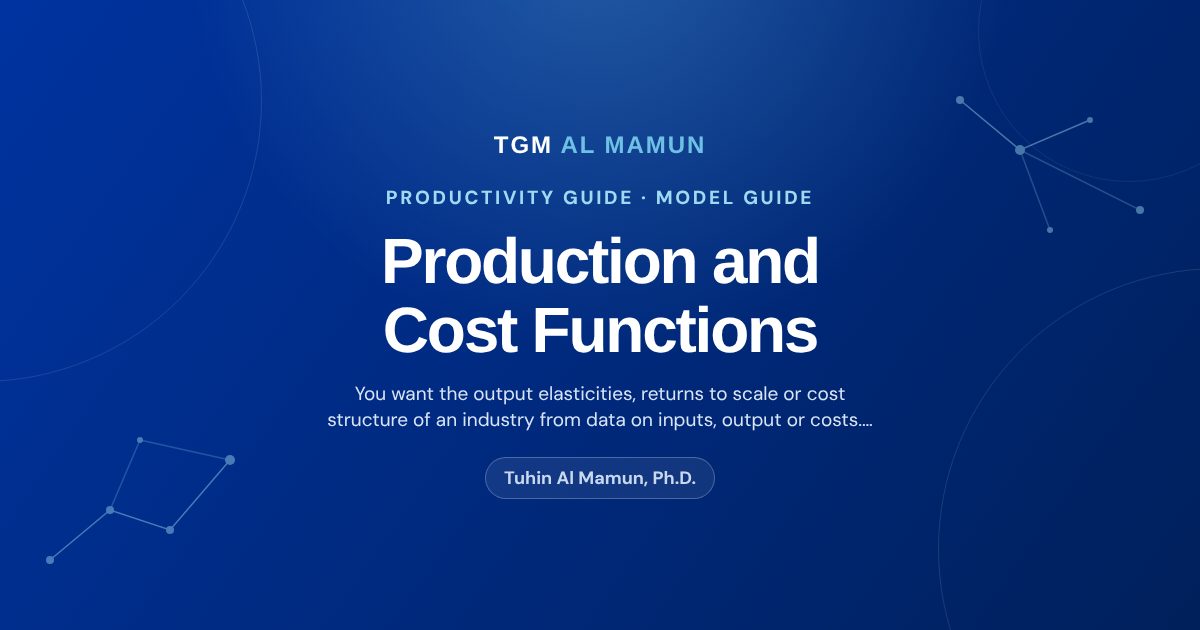 TGM AL MAMUN
PRODUCTIVITY GUIDE · MODEL GUIDE
Production and
Cost Functions
You want the output elasticities, returns to scale or cost
structure of an industry from data on inputs, output or costs.…
Tuhin Al Mamun, Ph.D.